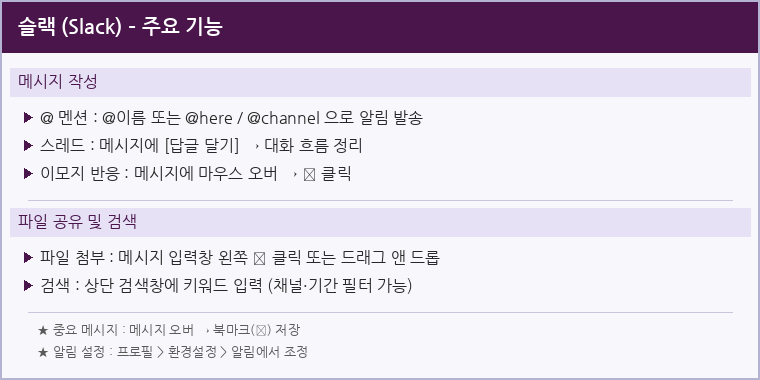 슬랙 (Slack) - 주요 기능
메시지 작성
▶ @ 멘션 : @이름 또는 @here / @channel 으로 알림 발송
▶ 스레드 : 메시지에 [답글 달기] → 대화 흐름 정리
▶ 이모지 반응 : 메시지에 마우스 오버 → 클릭
파일 공유 및 검색
▶ 파일 첨부 : 메시지 입력창 왼쪽 클릭 또는 드래그 앤 드롭
▶ 검색 : 상단 검색창에 키워드 입력 (채널·기간 필터 가능)
★ 중요 메시지 : 메시지 오버 → 북마크() 저장
★ 알림 설정 : 프로필 > 환경설정 > 알림에서 조정